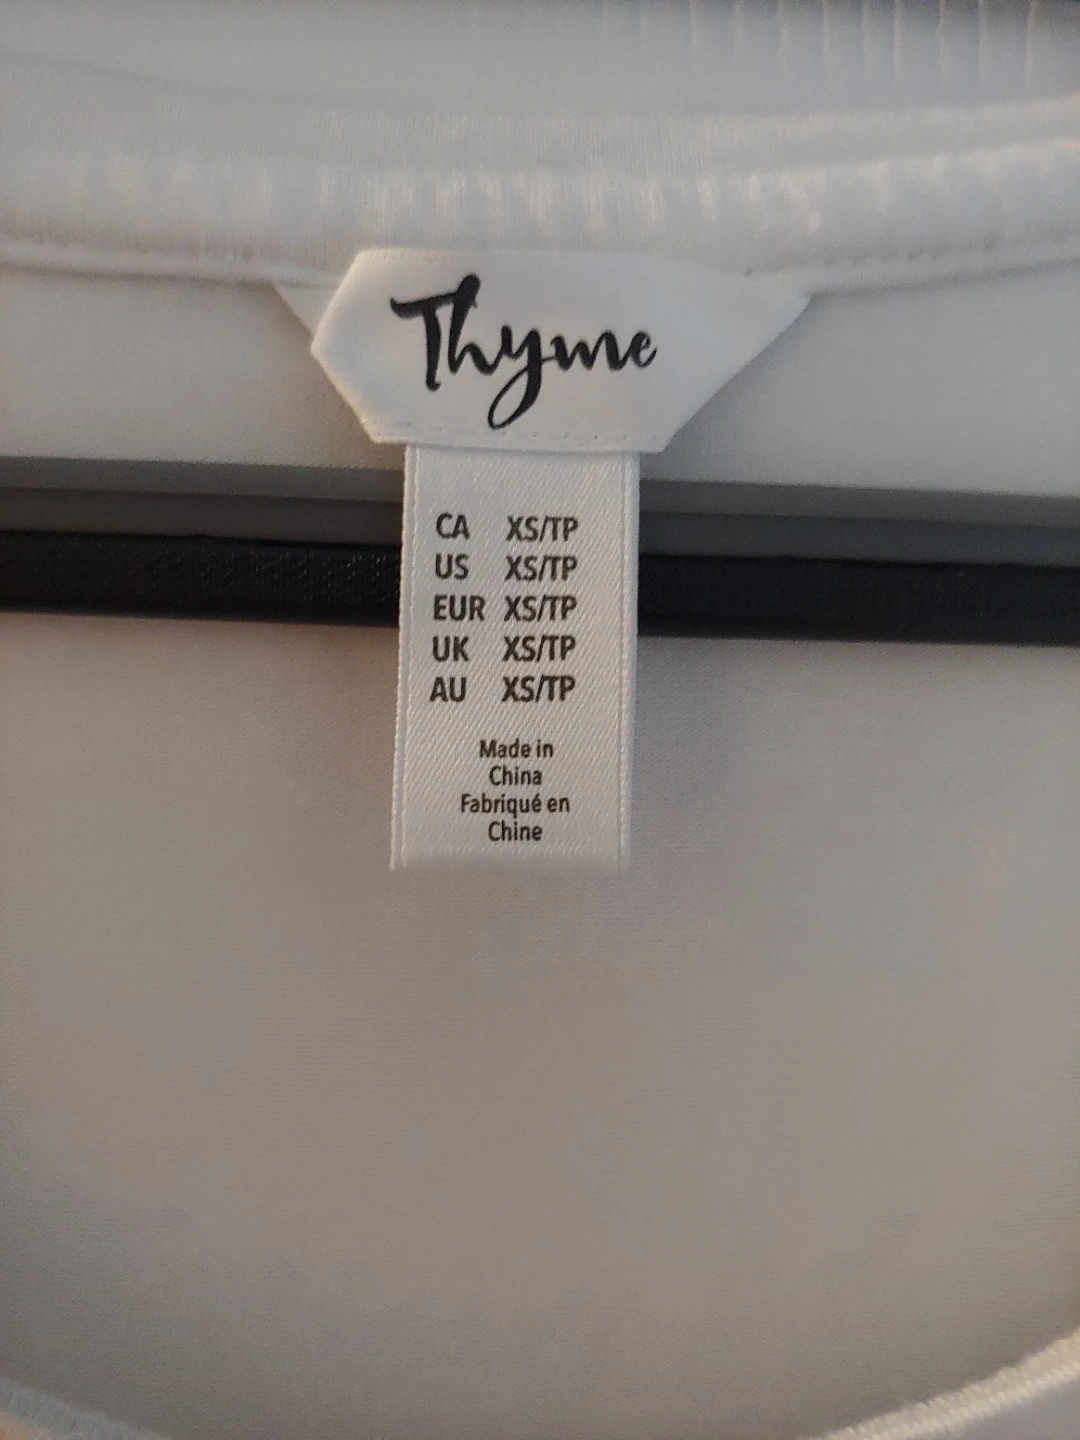 Thyme
CA XS/TP
US XS/TP
EUR XS/TP
UK XS/TP
AU XS/TP
Made in
China
Fabriqué en
Chine